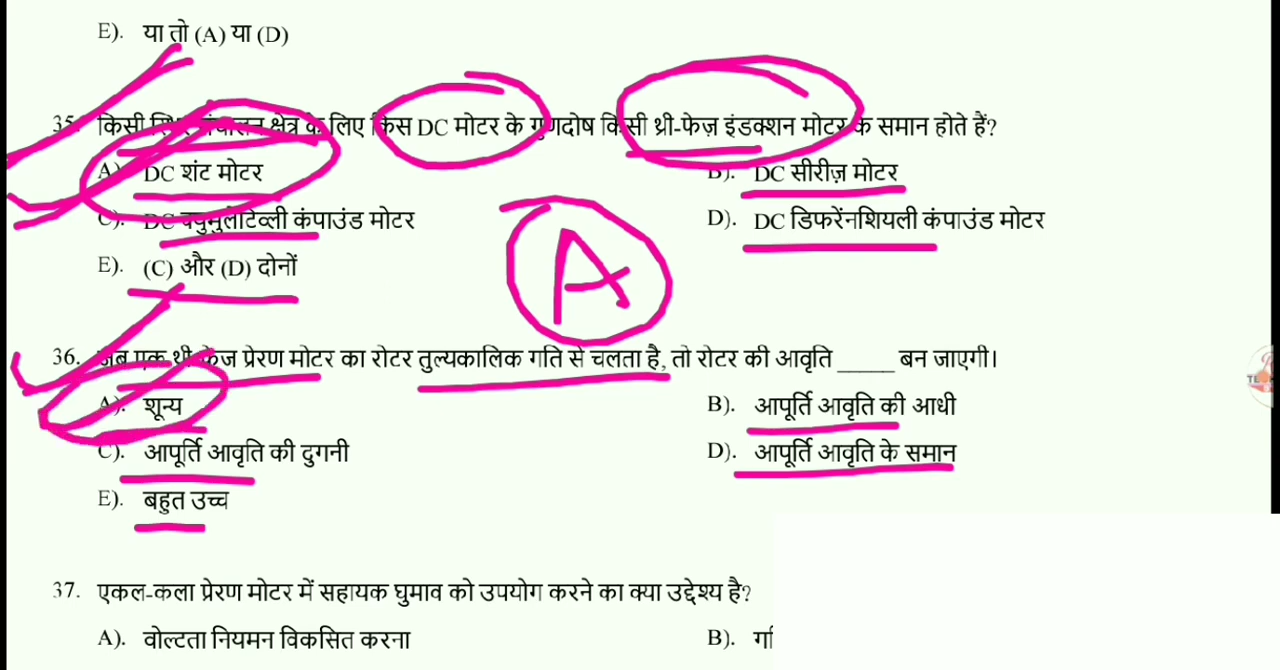 E). या तो (A) या (D)
35. किसी स्थिर संचालन क्षेत्र के लिए किस DC मोटर के गुणदोष किसी थ्री-फेज़ इंडक्शन मोटर के समान होते हैं?
A). DC शंट मोटर B). DC सीरीज़ मोटर
C). DC क्युमुलेटिव्ली कंपाउंड मोटर D). DC डिफरेंनशियली कंपाउंड मोटर
E). (C) और (D) दोनों
A
36. जब एक थ्री फेज प्रेरण मोटर का रोटर तुल्यकालिक गति से चलता है, तो रोटर की आवृति _____ बन जाएगी।
A). शून्य B). आपूर्ति आवृति की आधी
C). आपूर्ति आवृति की दुगनी D). आपूर्ति आवृति के समान
E). बहुत उच्च
37. एकल-कला प्रेरण मोटर में सहायक घुमाव को उपयोग करने का क्या उद्देश्य है?
A). वोल्टता नियमन विकसित करना B).